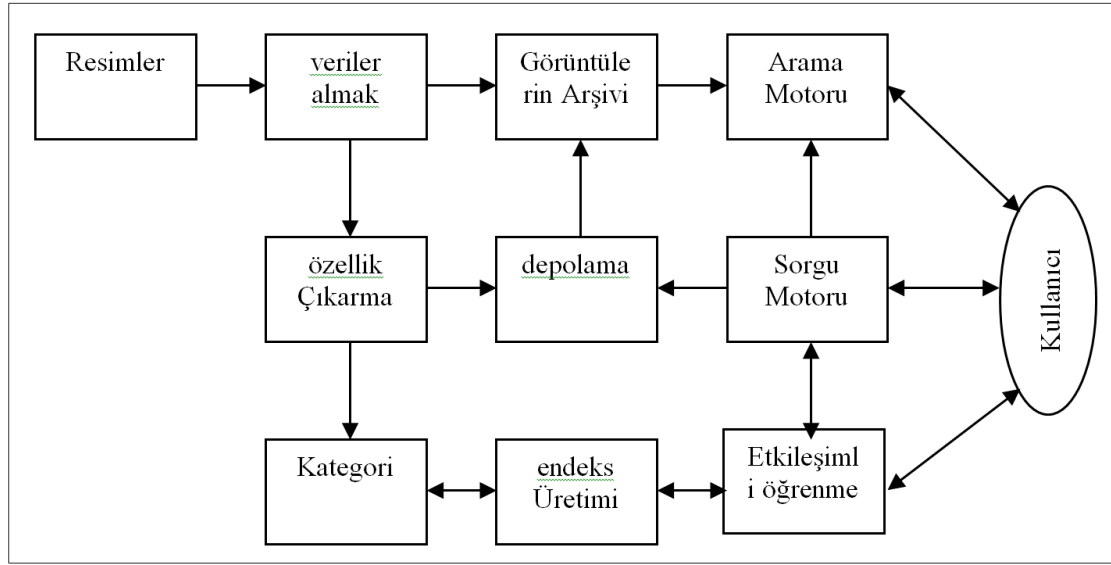 Resimler
veriler
almak
Görüntüle
rin Arşivi
Arama
Motoru
özellik
Çıkarma
depolama
Sorgu
Motoru
Kullanıcı
Kategori
endeks
Üretimi
Etkileşiml
i öğrenme